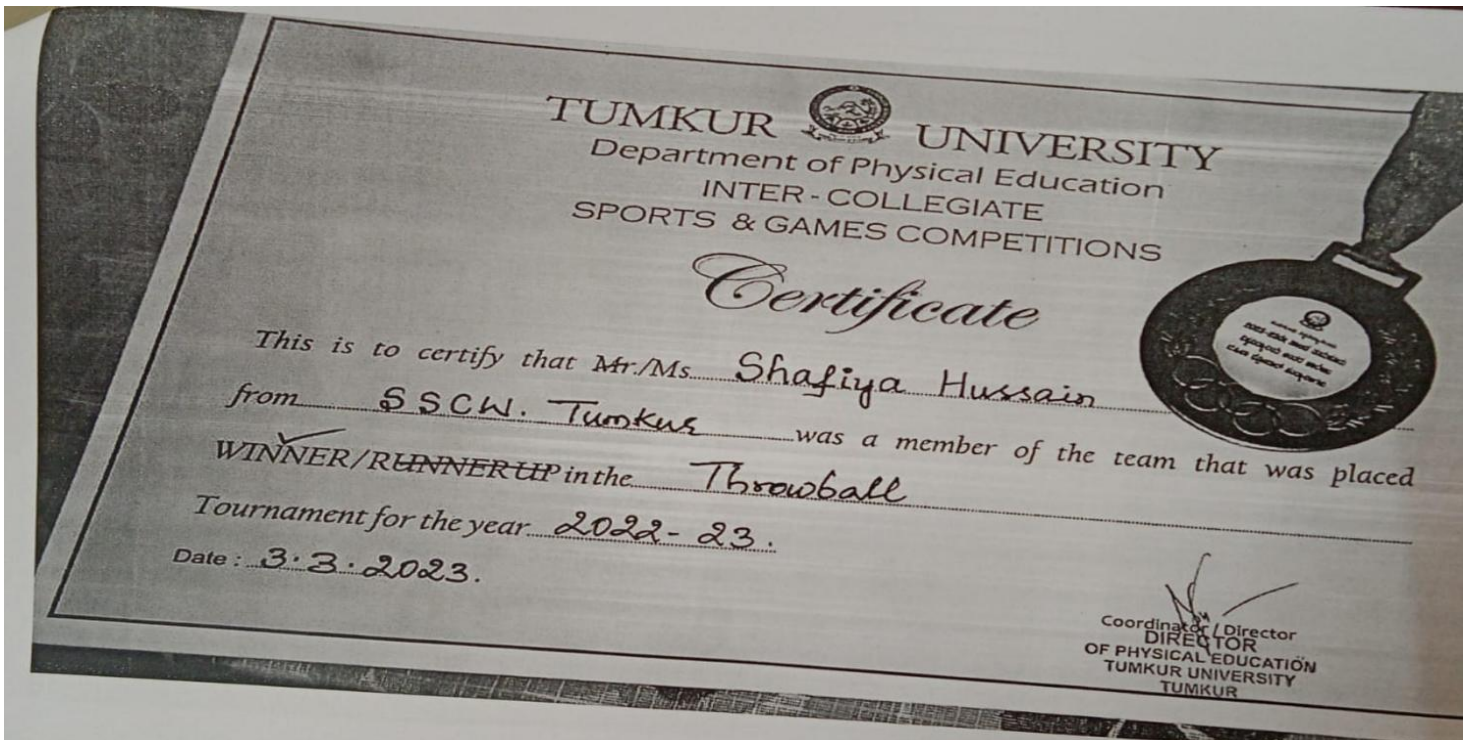 TUMKUR UNIVERSITY
Department of Physical Education
INTER - COLLEGIATE
SPORTS & GAMES COMPETITIONS
Certificate
This is to certify that Mr./Ms. Shafiya Hussain
from SSCW. Tumkur was a member of the team that was placed
WINNER/RUNNER UP in the Throwball
Tournament for the year 2022-23.
Date : 3.3.2023.
Coordinator / Director
DIRECTOR
OF PHYSICAL EDUCATION
TUMKUR UNIVERSITY
TUMKUR